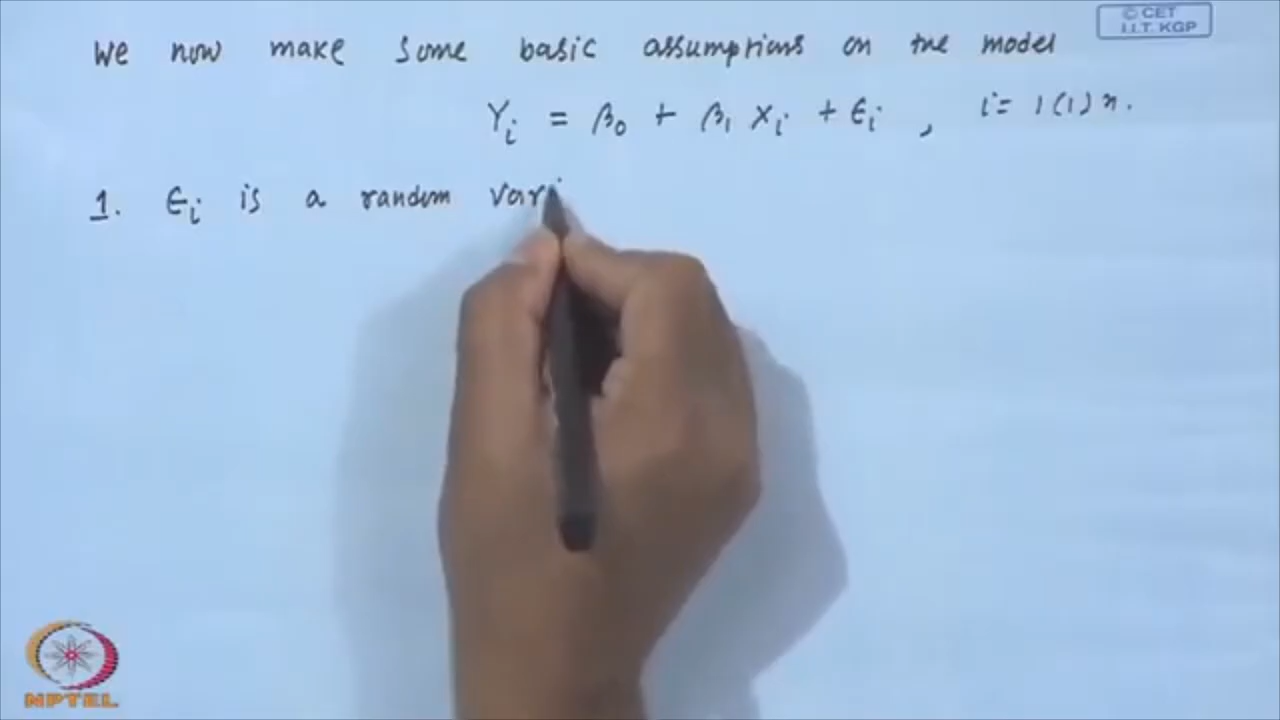 © CET
I.I.T. KGP
We now make some basic assumptions on the model
Yᵢ = β₀ + β₁ Xᵢ + ϵᵢ , i = 1(1) n.
1. ϵᵢ is a random vari
NPTEL